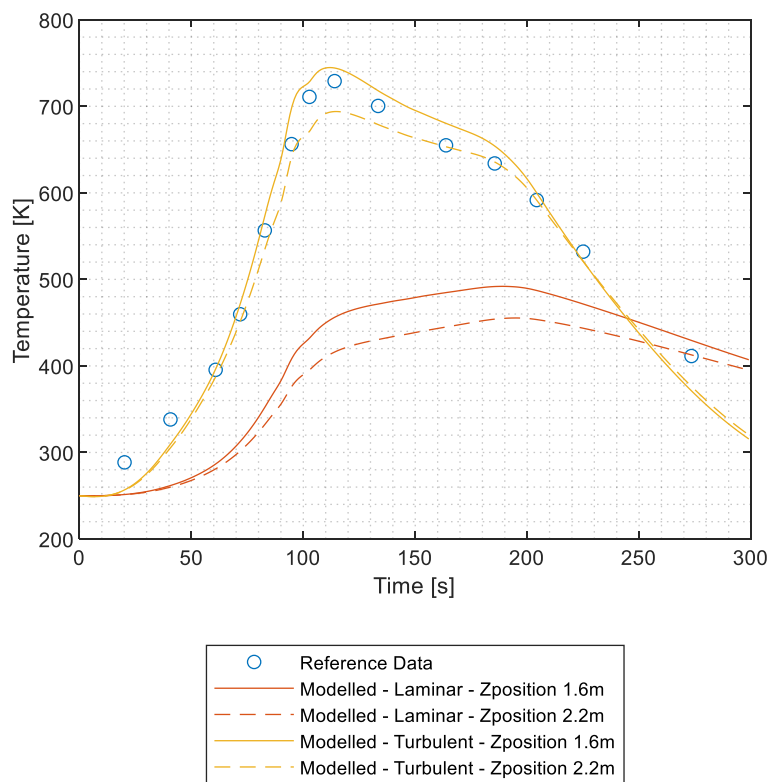 800
700
600
500
400
300
200
Temperature [K]
0 50 100 150 200 250 300
Time [s]
Reference Data
Modelled - Laminar - Zposition 1.6m
Modelled - Laminar - Zposition 2.2m
Modelled - Turbulent - Zposition 1.6m
Modelled - Turbulent - Zposition 2.2m